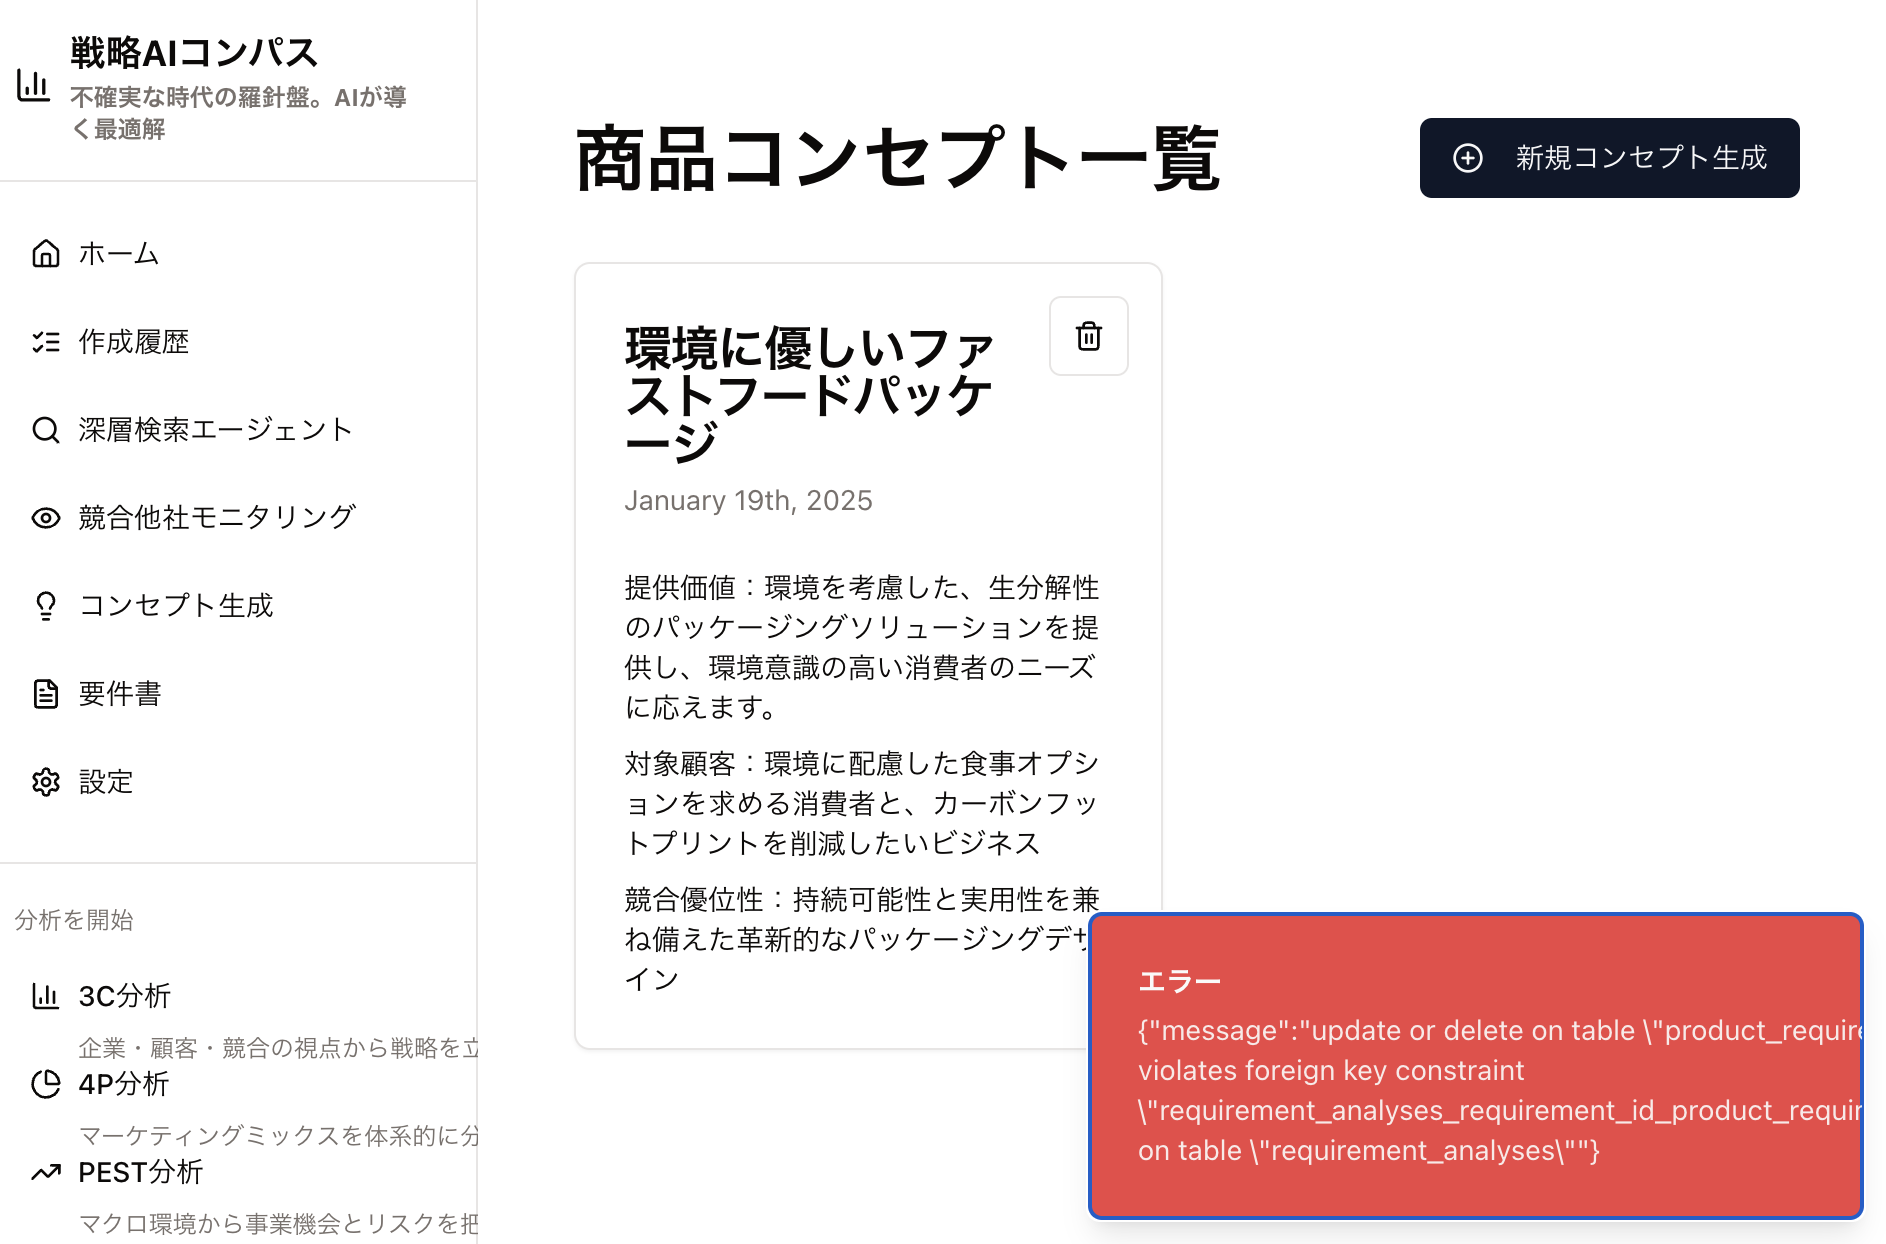 戦略AIコンパス
不確実な時代の羅針盤。AIが導
く最適解
ホーム
作成履歴
深層検索エージェント
競合他社モニタリング
コンセプト生成
要件書
設定
分析を開始
3C分析
企業・顧客・競合の視点から戦略を立
4P分析
マーケティングミックスを体系的に分
PEST分析
マクロ環境から事業機会とリスクを把
商品コンセプト一覧
新規コンセプト生成
環境に優しいファ
ストフードパッケ
ージ
January 19th, 2025
提供価値：環境を考慮した、生分解性
のパッケージングソリューションを提
供し、環境意識の高い消費者のニーズ
に応えます。
対象顧客：環境に配慮した食事オプシ
ョンを求める消費者と、カーボンフッ
トプリントを削減したいビジネス
競合優位性：持続可能性と実用性を兼
ね備えた革新的なパッケージングデザ
イン
エラー
{"message":"update or delete on table \"product_require
violates foreign key constraint
\"requirement_analyses_requirement_id_product_requir
on table \"requirement_analyses\""}